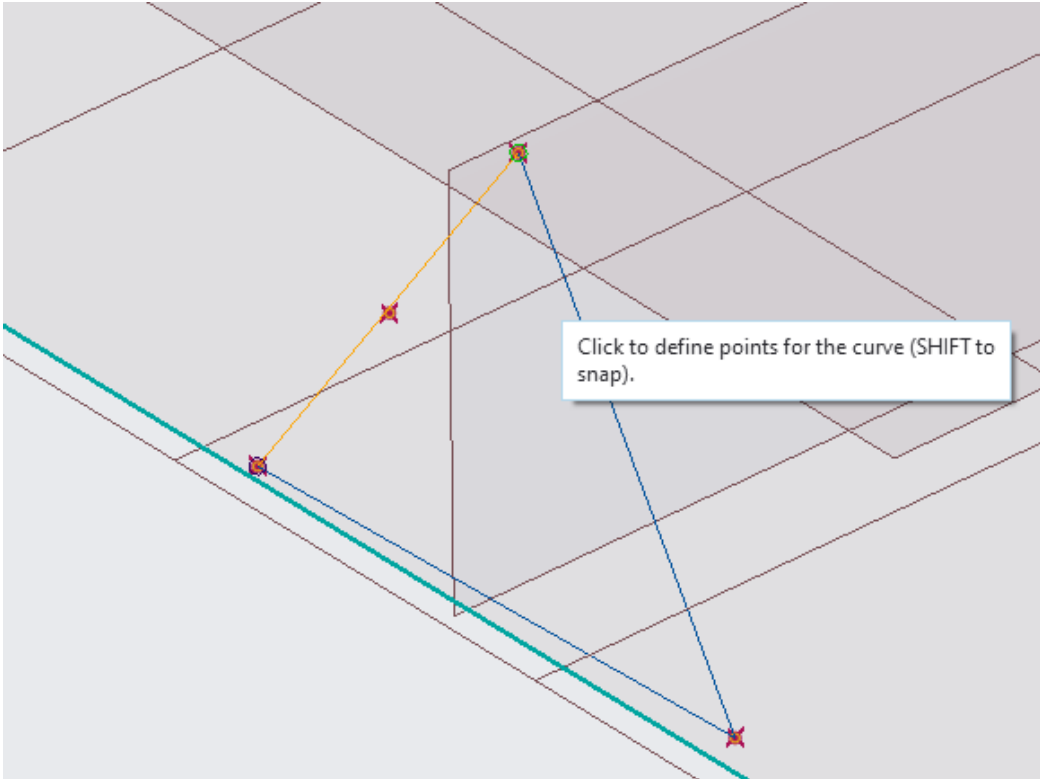 Click to define points for the curve (SHIFT to
snap).